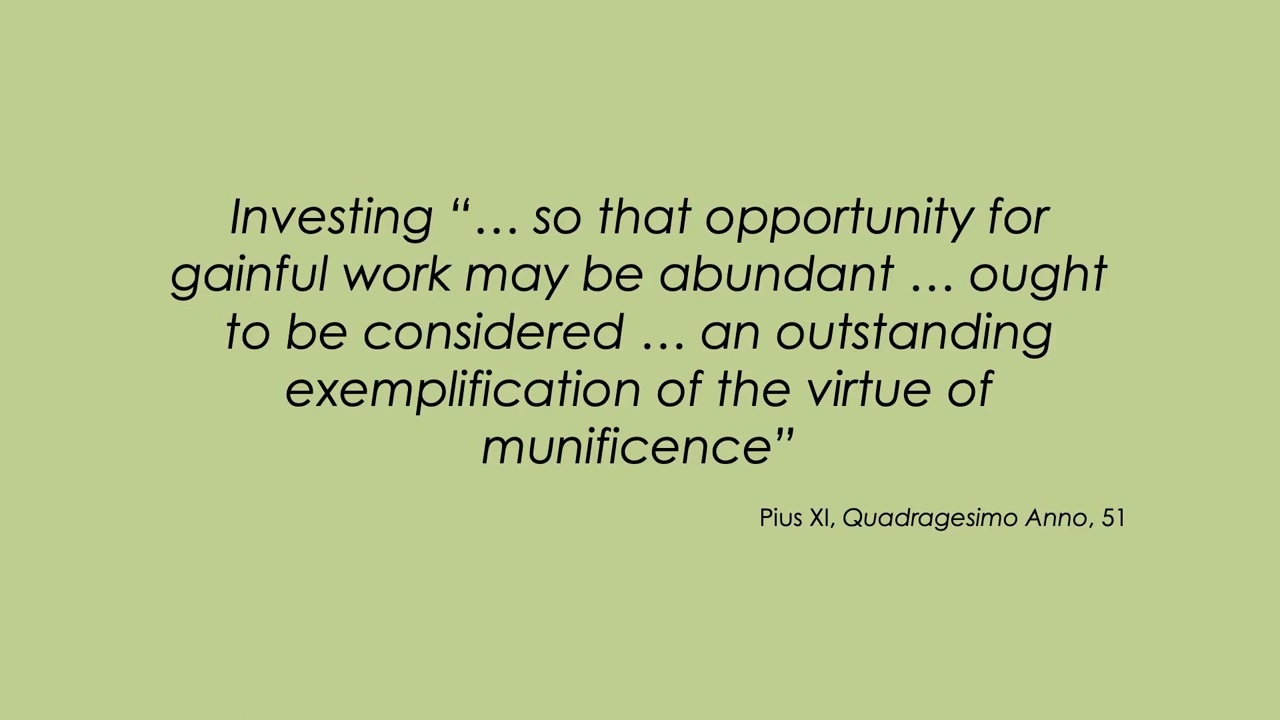 Investing “… so that opportunity for
gainful work may be abundant … ought
to be considered … an outstanding
exemplification of the virtue of
munificence”
Pius XI, Quadragesimo Anno, 51